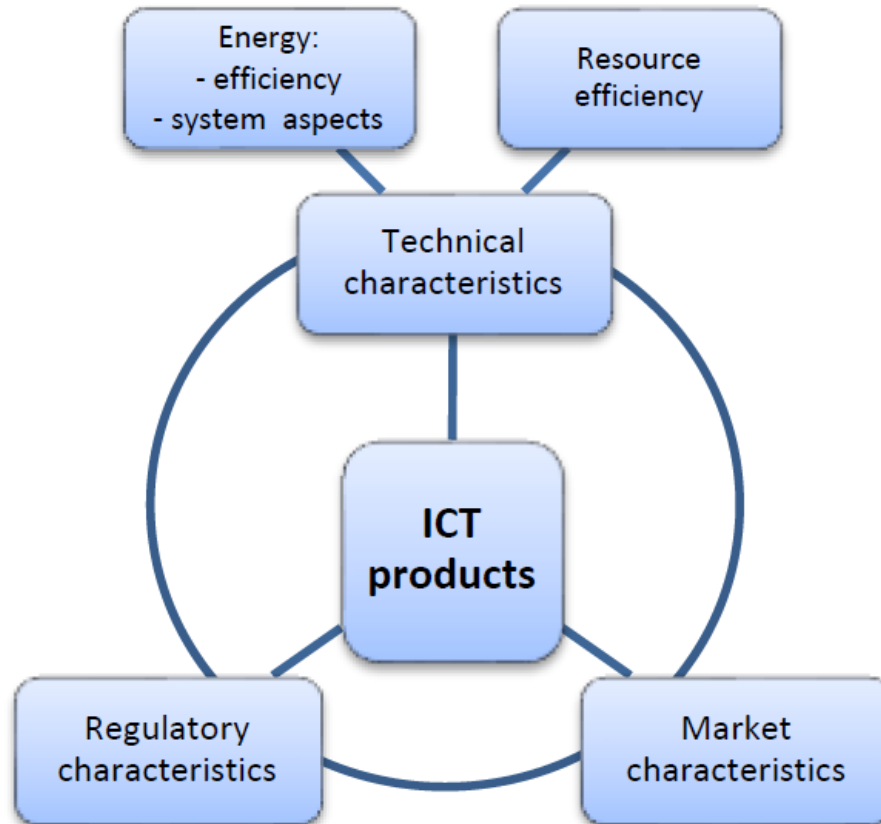 Energy:
- efficiency
- system aspects
Resource
efficiency
Technical
characteristics
ICT
products
Regulatory
characteristics
Market
characteristics